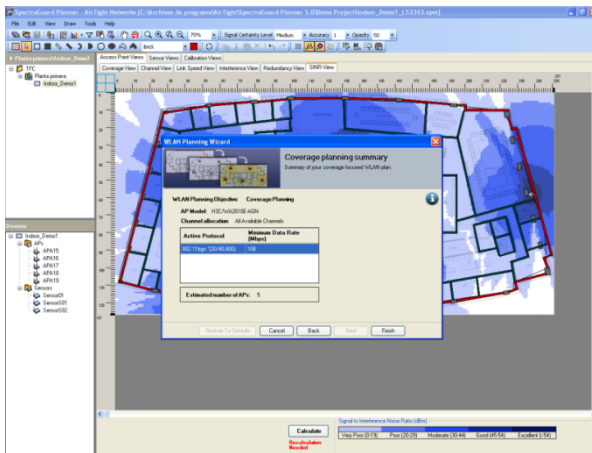 SpectraGuard Planner - AirTight Networks [C:\Archivos de programa\AirTight\SpectraGuard Planner 5.0\Demo Project\Indoor_Demo1_L53343.spm]
File Edit View Draw Tools Help
70% Signal Certainty Level Medium Accuracy 1 Opacity 50
Brick
Planta primera\Indoor_Demo1
Access Point Views Sensor Views Calibration Views
Coverage View Channel View Link Speed View Interference View Redundancy View SINR View
TFC
Planta primera
Indoor_Demo1
WLAN Planning Wizard
Coverage planning summary
Summary of your coverage focused WLAN plan.
WLAN Planning Objective: Coverage Planning
AP Model: H3C/WA2610E-AGN
Channel allocation: All Available Channels
Active Protocol Minimum Data Rate (Mbps)
802.11bgn 108
Estimated number of APs: 5
Restore To Defaults Cancel Back Next Finish
Devices
Indoor_Demo1
APs
APA15
APA16
APA17
APA18
APA19
Sensors
Sensor01
SensorS01
SensorS02
Calculate
Recalculation Needed
Signal to Interference Noise Ratio (dBm)
Very Poor (0-19) Poor (20-29) Moderate (30-44) Good (45-54) Excellent (>54)